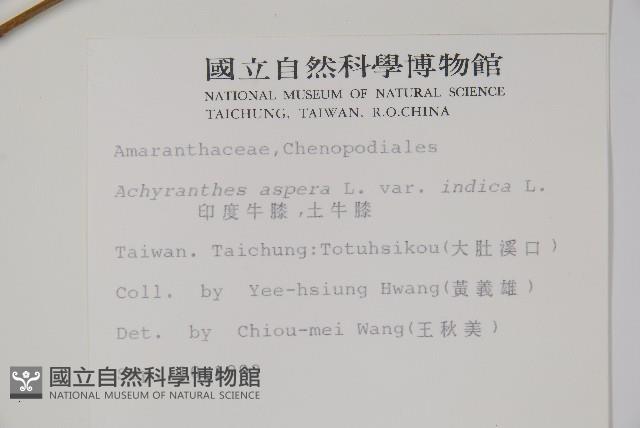 國立自然科學博物館
NATIONAL MUSEUM OF NATURAL SCIENCE
TAICHUNG, TAIWAN, R.O.CHINA
Amaranthaceae,Chenopodiales
Achyranthes aspera L. var. indica L.
印度牛膝,土牛膝
Taiwan. Taichung:Totuhsikou(大肚溪口)
Coll. by Yee-hsiung Hwang(黃義雄)
Det. by Chiou-mei Wang(王秋美)
國立自然科學博物館
NATIONAL MUSEUM OF NATURAL SCIENCE